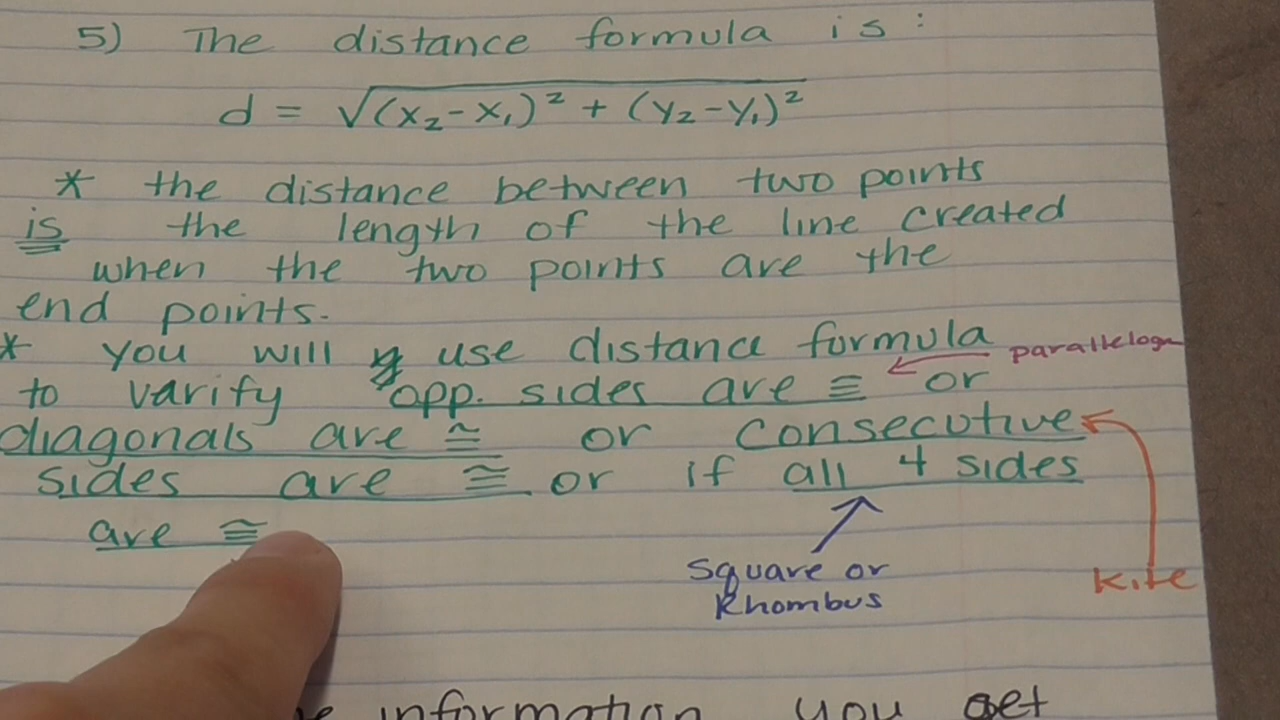 5) The distance formula is:
d = √(x₂-x₁)² + (y₂-y₁)²
* the distance between two points
is the length of the line created
when the two points are the
end points.
* you will use distance formula
parallelogm
to varify opp. sides are ≅ or
diagonals are ≅ or consecutive
sides are ≅ or if all 4 sides
are ≅
Square or
Rhombus
kite
information you get